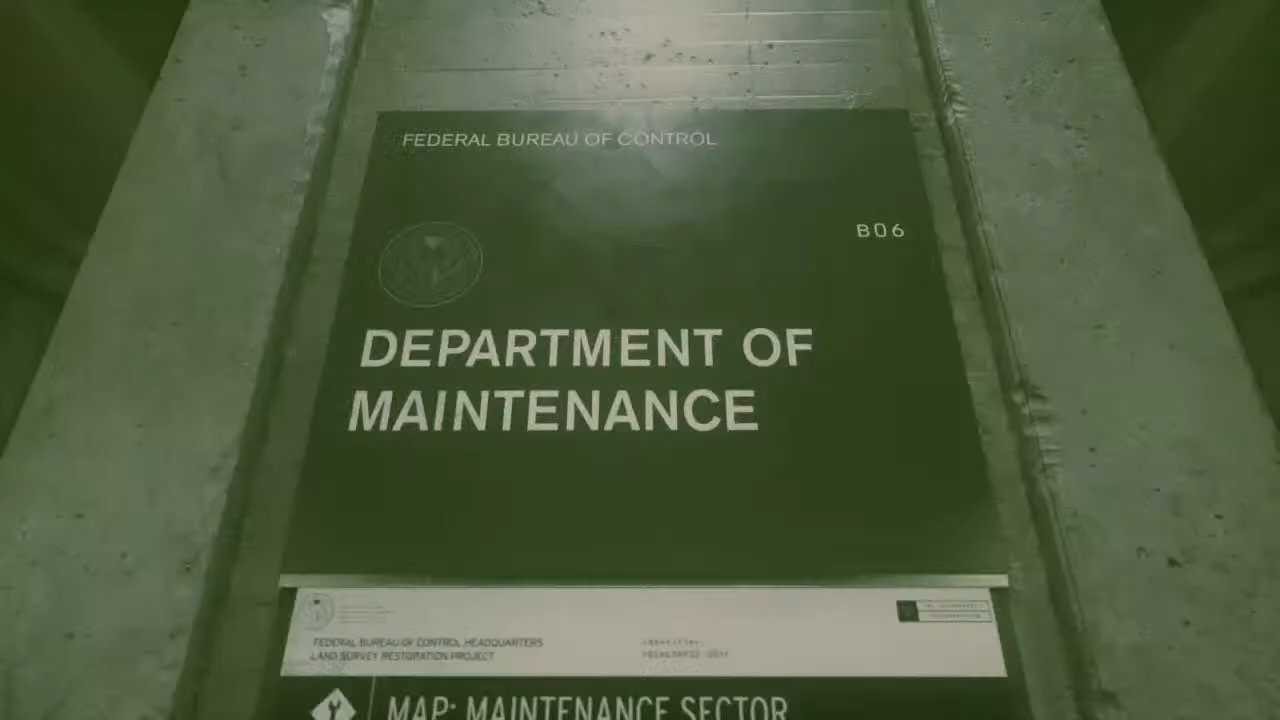 FEDERAL BUREAU OF CONTROL
B06
DEPARTMENT OF
MAINTENANCE
FEDERAL BUREAU OF CONTROL HEADQUARTERS
LAND SURVEY RESTORATION PROJECT
MAP: MAINTENANCE SECTOR